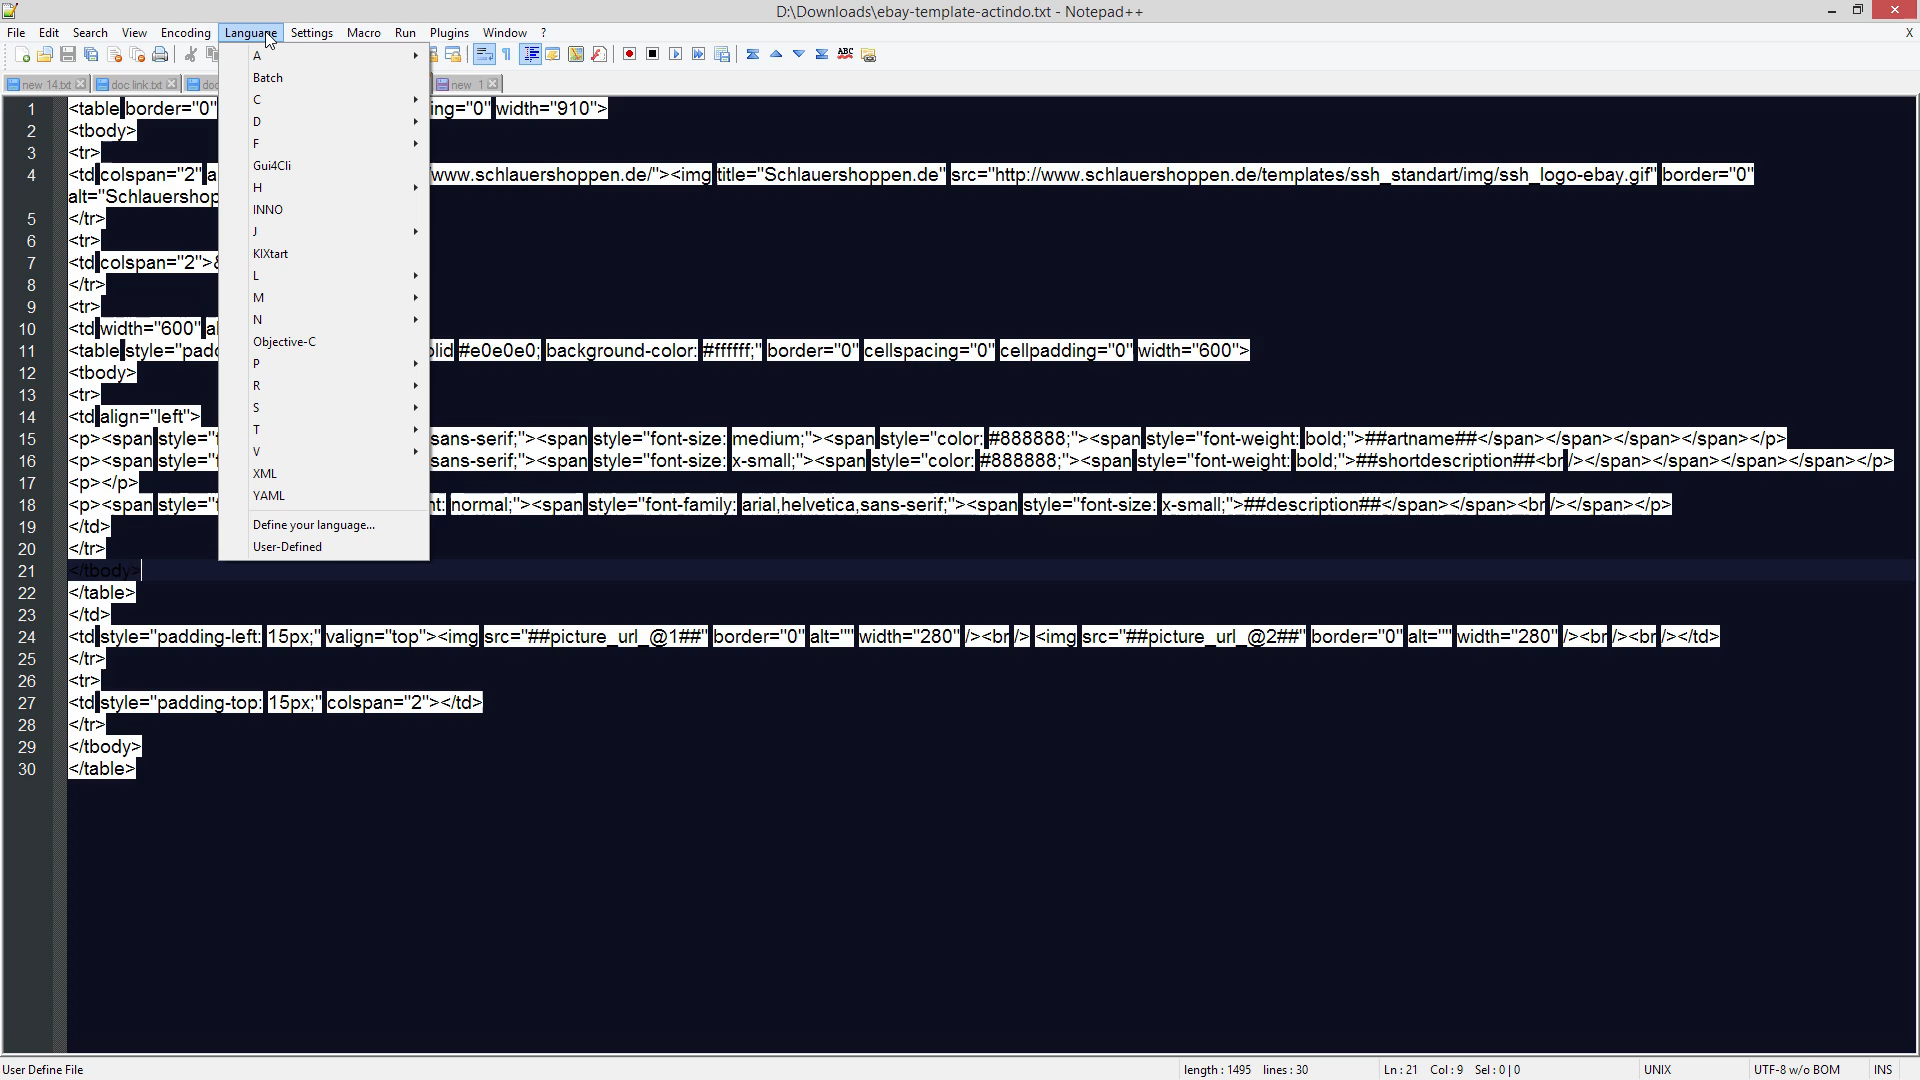 D:\Downloads\ebay-template-actindo.txt - Notepad++
File Edit Search View Encoding Language Settings Macro Run Plugins Window ? X
new 14.txt doc link.txt doc new 1
A
Batch
C
D
F
Gui4Cli
H
INNO
J
KIXtart
L
M
N
Objective-C
P
R
S
T
V
XML
YAML
Define your language...
User-Defined
1 <table border="0" ing="0" width="910">
2 <tbody>
3 <tr>
4 <td colspan="2" a www.schlauershoppen.de/"><img title="Schlauershoppen.de" src="http://www.schlauershoppen.de/templates/ssh_standart/img/ssh_logo-ebay.gif" border="0"
alt="Schlauershop
5 </tr>
6 <tr>
7 <td colspan="2">&
8 </tr>
9 <tr>
10 <td width="600" al
11 <table style="pado lid #e0e0e0; background-color: #ffffff;" border="0" cellspacing="0" cellpadding="0" width="600">
12 <tbody>
13 <tr>
14 <td align="left">
15 <p><span style="f sans-serif;"><span style="font-size: medium;"><span style="color: #888888;"><span style="font-weight: bold;">##artname##</span></span></span></span></p>
16 <p><span style="f sans-serif;"><span style="font-size: x-small;"><span style="color: #888888;"><span style="font-weight: bold;">##shortdescription##<br /></span></span></span></span></p>
17 <p></p>
18 <p><span style="f t: normal;"><span style="font-family: arial,helvetica,sans-serif;"><span style="font-size: x-small;">##description##</span></span><br /></span></p>
19 </td>
20 </tr>
21 </tbody>
22 </table>
23 </td>
24 <td style="padding-left: 15px;" valign="top"><img src="##picture_url_@1##" border="0" alt="" width="280" /><br /> <img src="##picture_url_@2##" border="0" alt="" width="280" /><br /><br /></td>
25 </tr>
26 <tr>
27 <td style="padding-top: 15px;" colspan="2"></td>
28 </tr>
29 </tbody>
30 </table>
User Define File length : 1495 lines : 30 Ln : 21 Col : 9 Sel : 0 | 0 UNIX UTF-8 w/o BOM INS